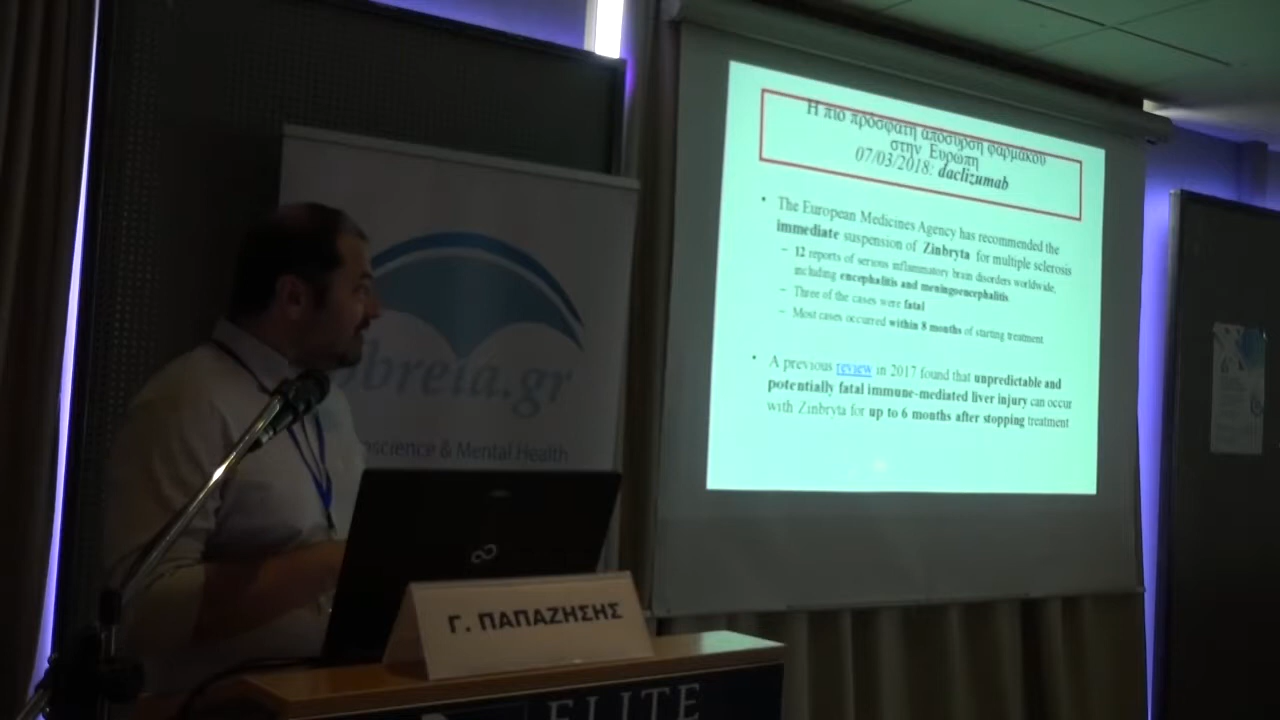 Η πιο πρόσφατη απόσυρση φαρμάκου
στην Ευρώπη
07/03/2018: daclizumab
• The European Medicines Agency has recommended the
immediate suspension of Zinbryta for multiple sclerosis
– 12 reports of serious inflammatory brain disorders worldwide,
including encephalitis and meningoencephalitis.
– Three of the cases were fatal
– Most cases occurred within 8 months of starting treatment
• A previous review in 2017 found that unpredictable and
potentially fatal immune-mediated liver injury can occur
with Zinbryta for up to 6 months after stopping treatment
obreia.gr
oscience & Mental Health
Γ. ΠΑΠΑΖΗΣΗΣ
ELITE